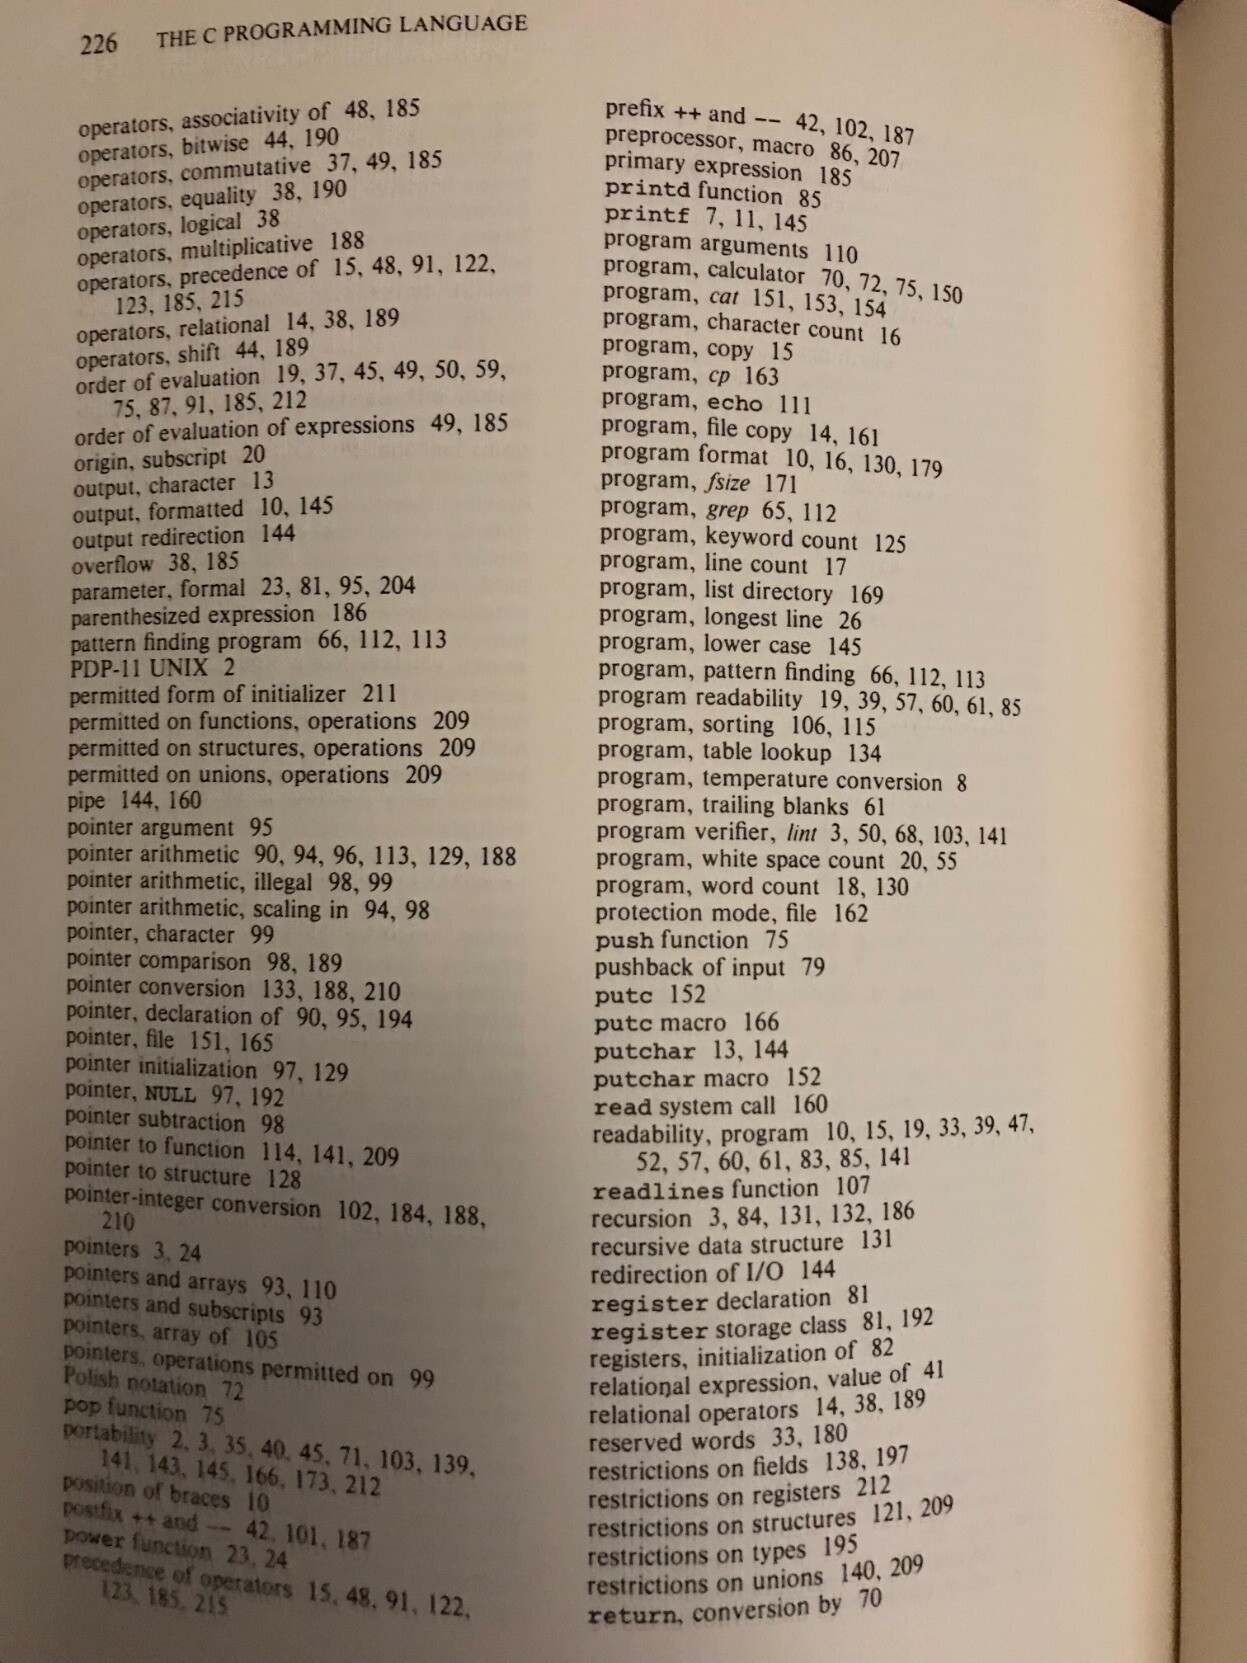 226 THE C PROGRAMMING LANGUAGE
operators, associativity of 48, 185
operators, bitwise 44, 190
operators, commutative 37, 49, 185
operators, equality 38, 190
operators, logical 38
operators, multiplicative 188
operators, precedence of 15, 48, 91, 122,
123, 185, 215
operators, relational 14, 38, 189
operators, shift 44, 189
order of evaluation 19, 37, 45, 49, 50, 59,
75, 87, 91, 185, 212
order of evaluation of expressions 49, 185
origin, subscript 20
output, character 13
output, formatted 10, 145
output redirection 144
overflow 38, 185
parameter, formal 23, 81, 95, 204
parenthesized expression 186
pattern finding program 66, 112, 113
PDP-11 UNIX 2
permitted form of initializer 211
permitted on functions, operations 209
permitted on structures, operations 209
permitted on unions, operations 209
pipe 144, 160
pointer argument 95
pointer arithmetic 90, 94, 96, 113, 129, 188
pointer arithmetic, illegal 98, 99
pointer arithmetic, scaling in 94, 98
pointer, character 99
pointer comparison 98, 189
pointer conversion 133, 188, 210
pointer, declaration of 90, 95, 194
pointer, file 151, 165
pointer initialization 97, 129
pointer, NULL 97, 192
pointer subtraction 98
pointer to function 114, 141, 209
pointer to structure 128
pointer-integer conversion 102, 184, 188,
210
pointers 3, 24
pointers and arrays 93, 110
pointers and subscripts 93
pointers, array of 105
pointers, operations permitted on 99
Polish notation 72
pop function 75
portability 2, 3, 35, 40, 45, 71, 103, 139,
141, 143, 145, 166, 173, 212
position of braces 10
postfix ++ and -- 42, 101, 187
power function 23, 24
precedence of operators 15, 48, 91, 122,
123, 185, 215
prefix ++ and -- 42, 102, 187
preprocessor, macro 86, 207
primary expression 185
printd function 85
printf 7, 11, 145
program arguments 110
program, calculator 70, 72, 75, 150
program, cat 151, 153, 154
program, character count 16
program, copy 15
program, cp 163
program, echo 111
program, file copy 14, 161
program format 10, 16, 130, 179
program, fsize 171
program, grep 65, 112
program, keyword count 125
program, line count 17
program, list directory 169
program, longest line 26
program, lower case 145
program, pattern finding 66, 112, 113
program readability 19, 39, 57, 60, 61, 85
program, sorting 106, 115
program, table lookup 134
program, temperature conversion 8
program, trailing blanks 61
program verifier, lint 3, 50, 68, 103, 141
program, white space count 20, 55
program, word count 18, 130
protection mode, file 162
push function 75
pushback of input 79
putc 152
putc macro 166
putchar 13, 144
putchar macro 152
read system call 160
readability, program 10, 15, 19, 33, 39, 47,
52, 57, 60, 61, 83, 85, 141
readlines function 107
recursion 3, 84, 131, 132, 186
recursive data structure 131
redirection of I/O 144
register declaration 81
register storage class 81, 192
registers, initialization of 82
relational expression, value of 41
relational operators 14, 38, 189
reserved words 33, 180
restrictions on fields 138, 197
restrictions on registers 212
restrictions on structures 121, 209
restrictions on types 195
restrictions on unions 140, 209
return, conversion by 70